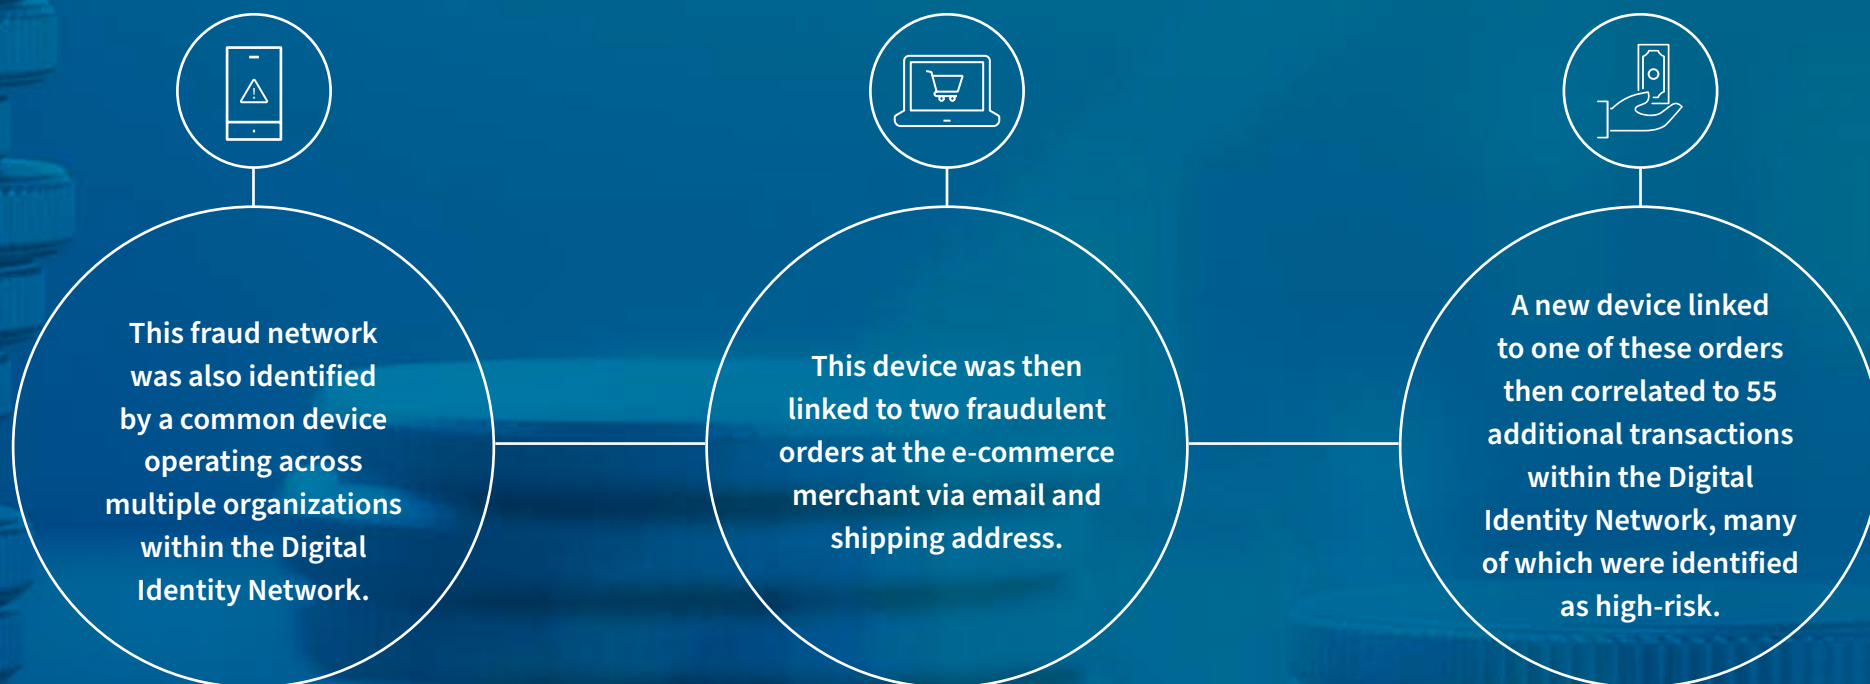 This fraud network
was also identified
by a common device
operating across
multiple organizations
within the Digital
Identity Network.
This device was then
linked to two fraudulent
orders at the e-commerce
merchant via email and
shipping address.
A new device linked
to one of these orders
then correlated to 55
additional transactions
within the Digital
Identity Network, many
of which were identified
as high-risk.